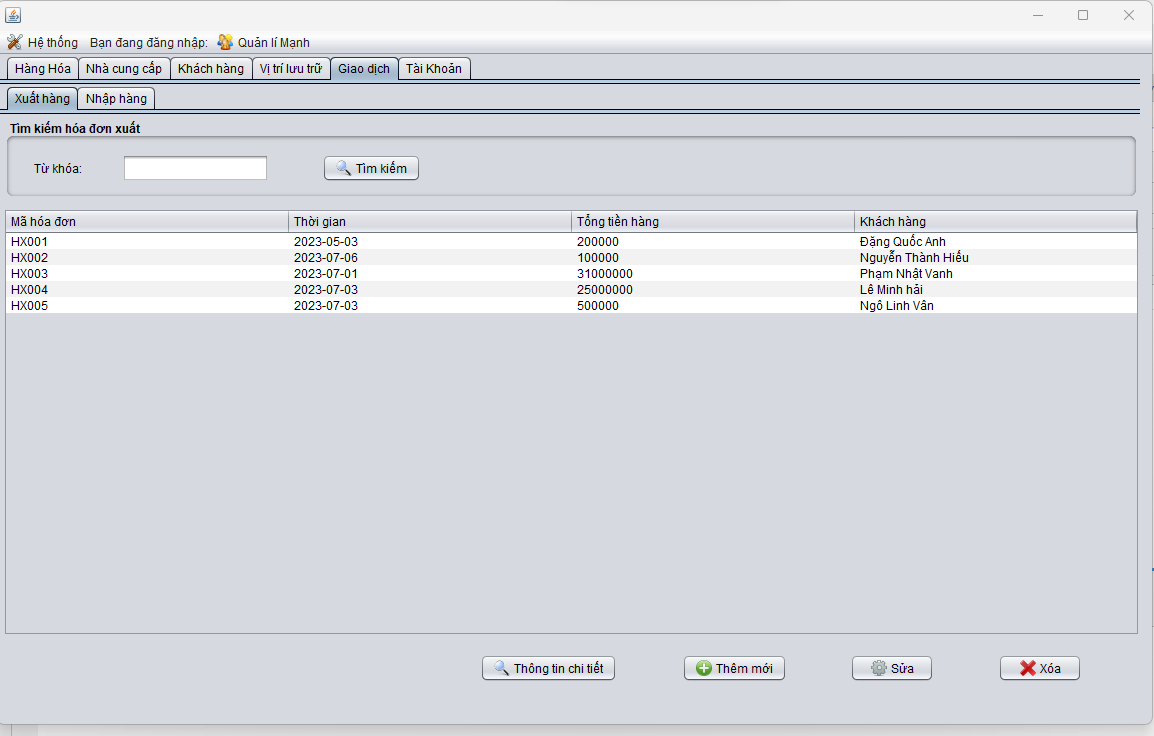 Hệ thống Bạn đang đăng nhập: Quản lí Mạnh
Hàng Hóa Nhà cung cấp Khách hàng Vị trí lưu trữ Giao dịch Tài Khoản
Xuất hàng Nhập hàng
Tìm kiếm hóa đơn xuất
Từ khóa: Tìm kiếm
Mã hóa đơn Thời gian Tổng tiền hàng Khách hàng
HX001 2023-05-03 200000 Đặng Quốc Anh
HX002 2023-07-06 100000 Nguyễn Thành Hiếu
HX003 2023-07-01 31000000 Phạm Nhật Vanh
HX004 2023-07-03 25000000 Lê Minh hải
HX005 2023-07-03 500000 Ngô Linh Vân
Thông tin chi tiết Thêm mới Sửa Xóa